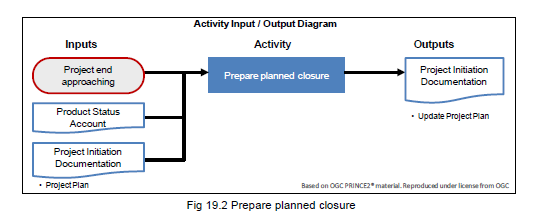 Activity Input / Output Diagram
Inputs
Activity
Outputs
Project end
approaching
Prepare planned closure
Project Initiation
Documentation
Product Status
Account
• Update Project Plan
Project Initiation
Documentation
• Project Plan
Based on OGC PRINCE2® material. Reproduced under license from OGC
Fig 19.2 Prepare planned closure